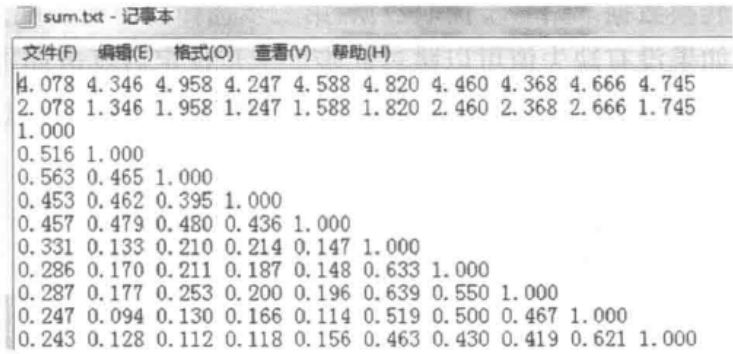 sum.txt - 记事本
文件(F) 编辑(E) 格式(O) 查看(V) 帮助(H)
4.078 4.346 4.958 4.247 4.588 4.820 4.460 4.368 4.666 4.745
2.078 1.346 1.958 1.247 1.588 1.820 2.460 2.368 2.666 1.745
1.000
0.516 1.000
0.563 0.465 1.000
0.453 0.462 0.395 1.000
0.457 0.479 0.480 0.436 1.000
0.331 0.133 0.210 0.214 0.147 1.000
0.286 0.170 0.211 0.187 0.148 0.633 1.000
0.287 0.177 0.253 0.200 0.196 0.639 0.550 1.000
0.247 0.094 0.130 0.166 0.114 0.519 0.500 0.467 1.000
0.243 0.128 0.112 0.118 0.156 0.463 0.430 0.419 0.621 1.000